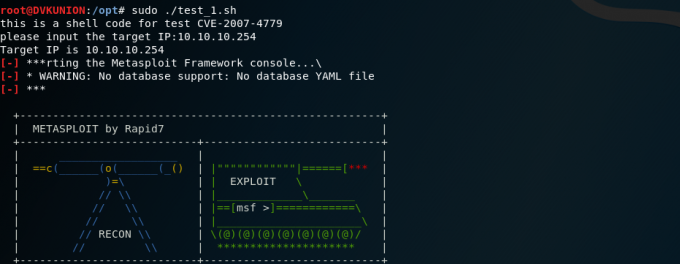 root@DVKUNION:/opt# sudo ./test_1.sh
this is a shell code for test CVE-2007-4779
please input the target IP:10.10.10.254
Target IP is 10.10.10.254
[-] ***rting the Metasploit Framework console...\
[-] * WARNING: No database support: No database YAML file
[-] ***
METASPLOIT by Rapid7
==c(______(o(______(_() |""""""""""""|======[***
)=\ | EXPLOIT \
// \\ |_____________\_______
// \\ |==[msf >]============\
// \\ |______________________\
// RECON \\ \(@)(@)(@)(@)(@)(@)(@)/
// \\ *********************